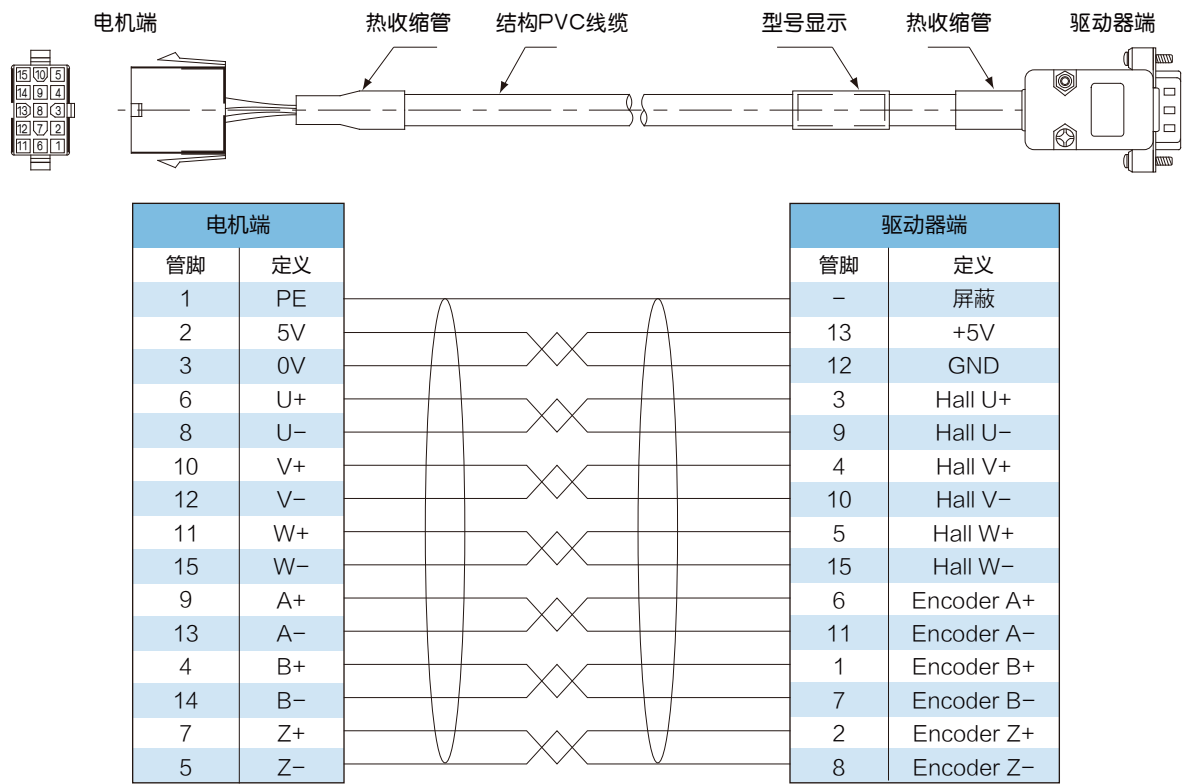 电机端 热收缩管 结构PVC线缆 型号显示 热收缩管 驱动器端
15 10 5
14 9 4
13 8 3
12 7 2
11 6 1
电机端 驱动器端
管脚 定义 管脚 定义
1 PE - 屏蔽
2 5V 13 +5V
3 0V 12 GND
6 U+ 3 Hall U+
8 U- 9 Hall U-
10 V+ 4 Hall V+
12 V- 10 Hall V-
11 W+ 5 Hall W+
15 W- 15 Hall W-
9 A+ 6 Encoder A+
13 A- 11 Encoder A-
4 B+ 1 Encoder B+
14 B- 7 Encoder B-
7 Z+ 2 Encoder Z+
5 Z- 8 Encoder Z-